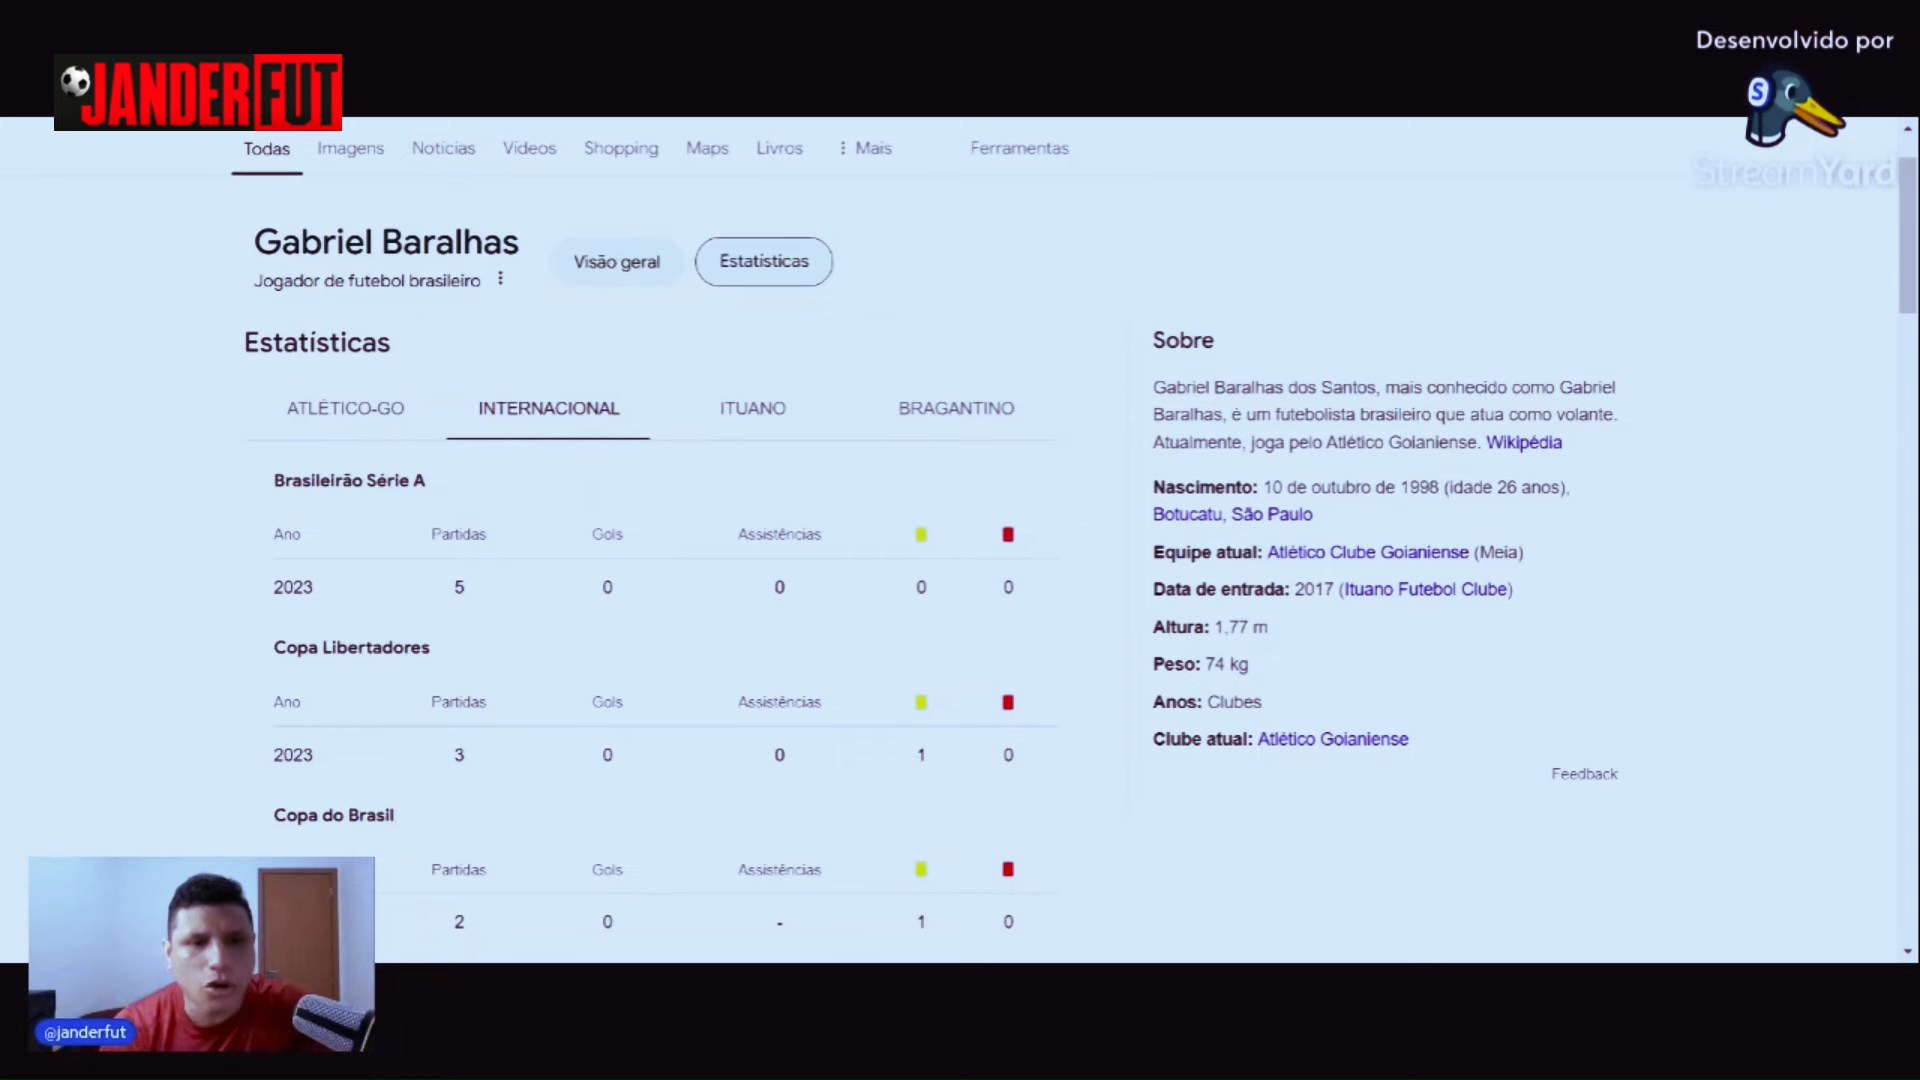 Desenvolvido por
JANDERFUT
S
StreamYard
Todas Imagens Notícias Vídeos Shopping Maps Livros Mais Ferramentas
Gabriel Baralhas
Jogador de futebol brasileiro
Visão geral
Estatísticas
Estatísticas
ATLÉTICO-GO INTERNACIONAL ITUANO BRAGANTINO
Brasileirão Série A
Ano Partidas Gols Assistências
2023 5 0 0 0 0
Copa Libertadores
Ano Partidas Gols Assistências
2023 3 0 0 1 0
Copa do Brasil
Partidas Gols Assistências
2 0 - 1 0
Sobre
Gabriel Baralhas dos Santos, mais conhecido como Gabriel
Baralhas, é um futebolista brasileiro que atua como volante.
Atualmente, joga pelo Atlético Goianiense. Wikipédia
Nascimento: 10 de outubro de 1998 (idade 26 anos),
Botucatu, São Paulo
Equipe atual: Atlético Clube Goianiense (Meia)
Data de entrada: 2017 (Ituano Futebol Clube)
Altura: 1,77 m
Peso: 74 kg
Anos: Clubes
Clube atual: Atlético Goianiense
Feedback
@janderfut